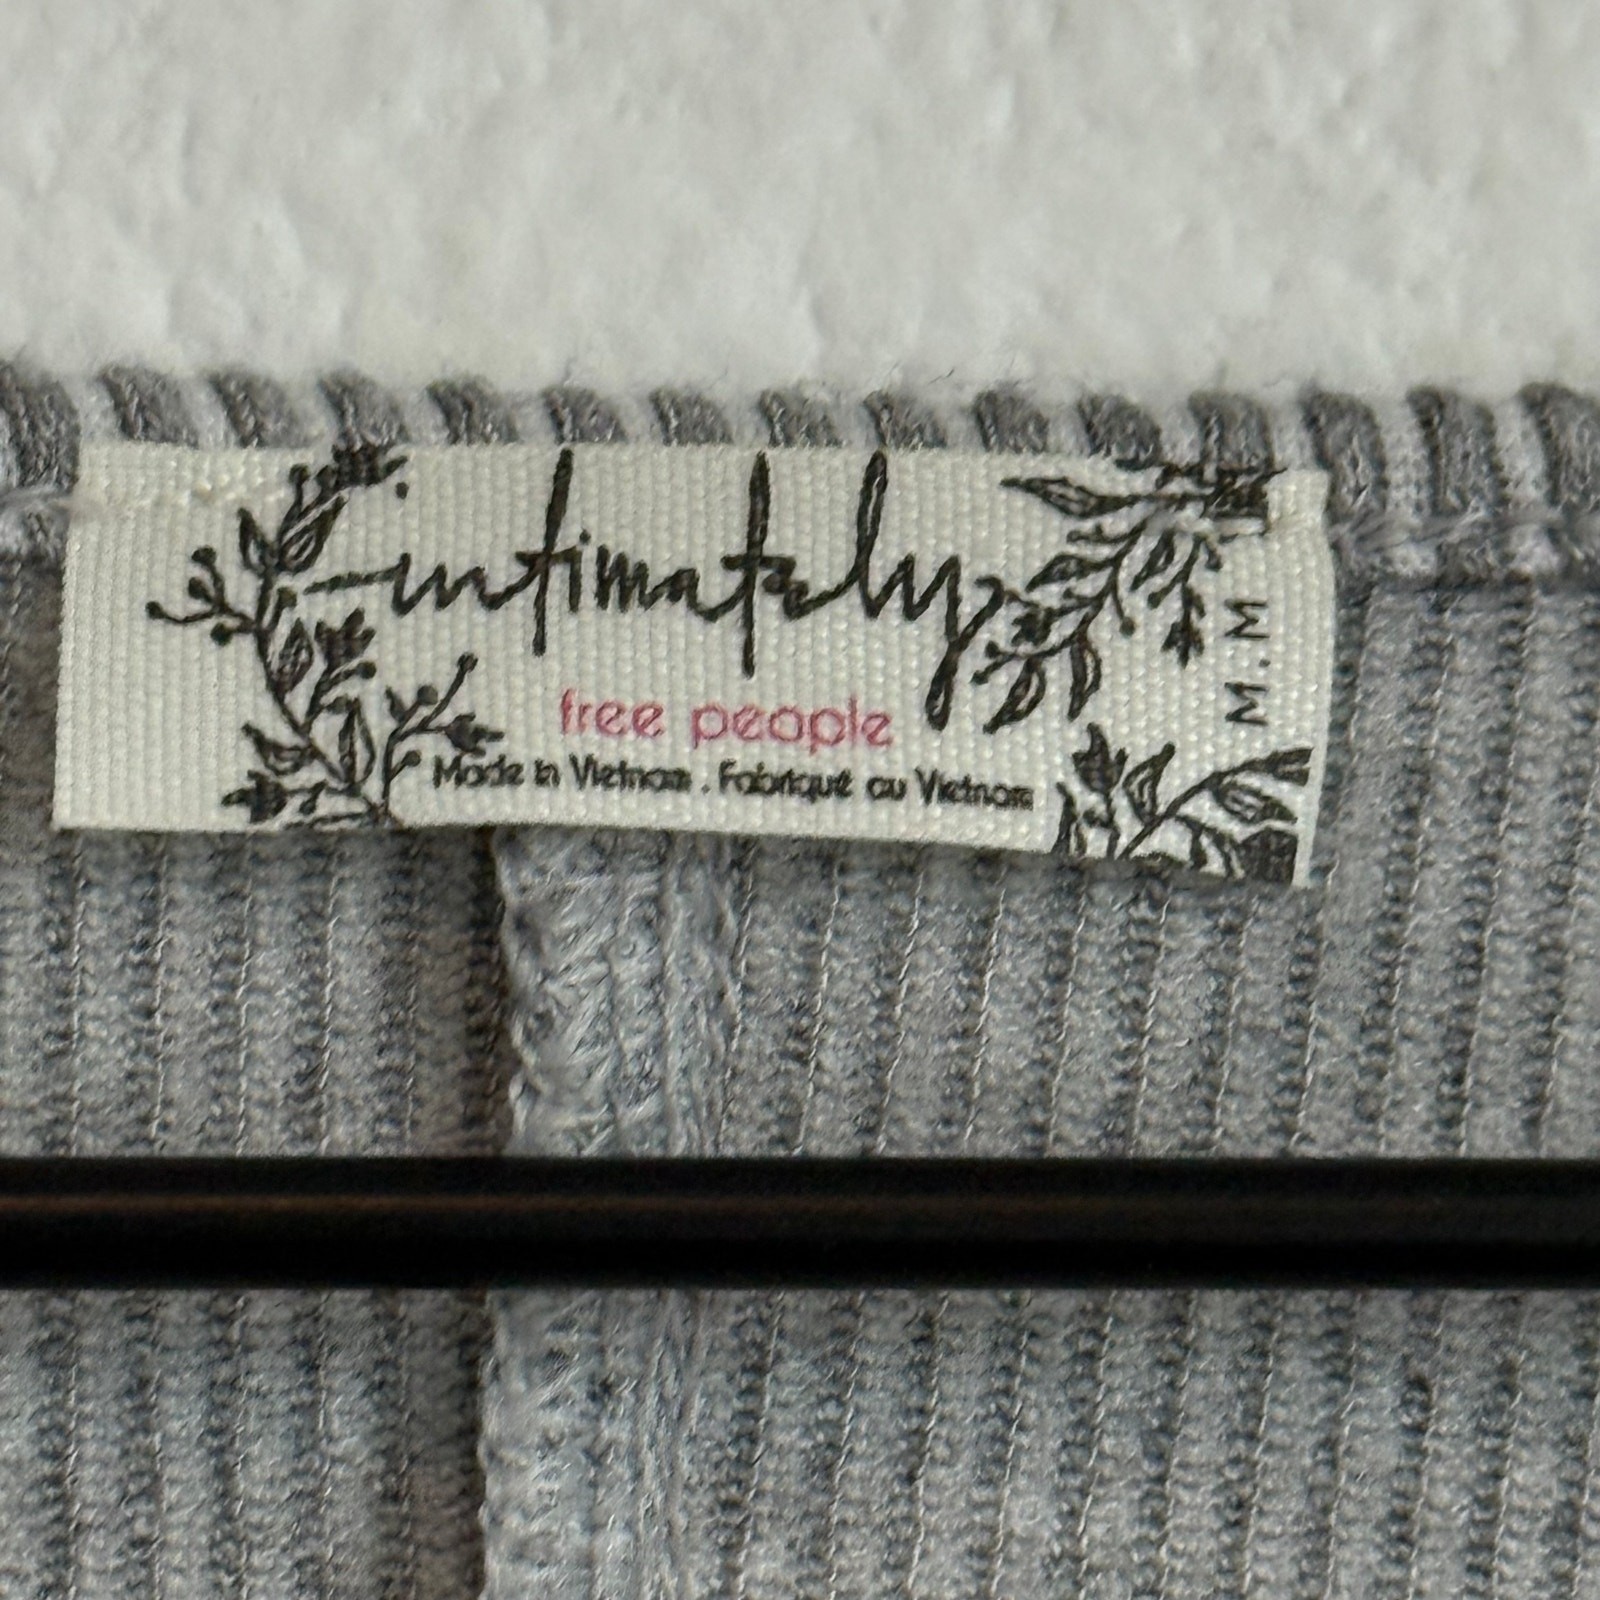 intimately
free people
Made in Vietnam . Fabriqué au Vietnam
M . M